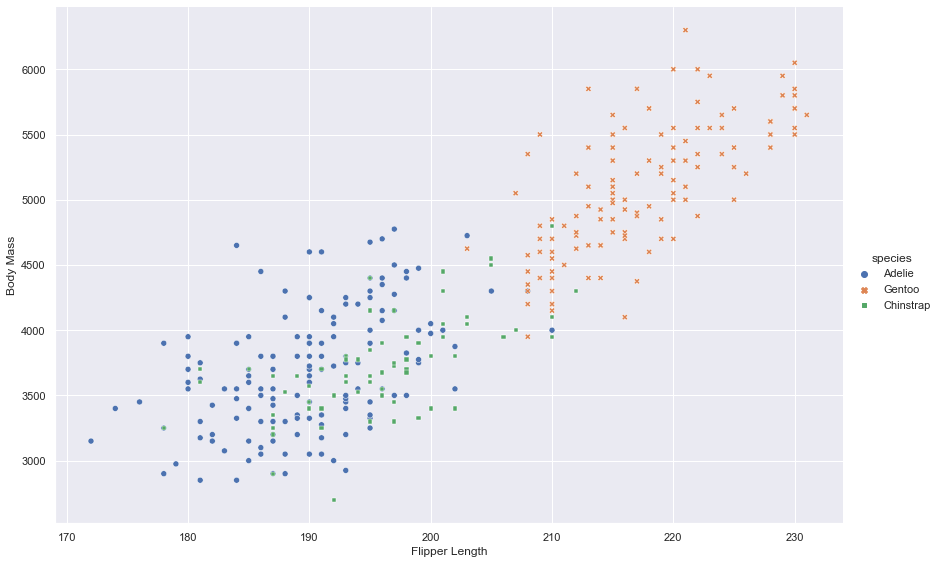 6000
5500
5000
4500
4000
3500
3000
Body Mass
170 180 190 200 210 220 230
Flipper Length
species
Adelie
Gentoo
Chinstrap